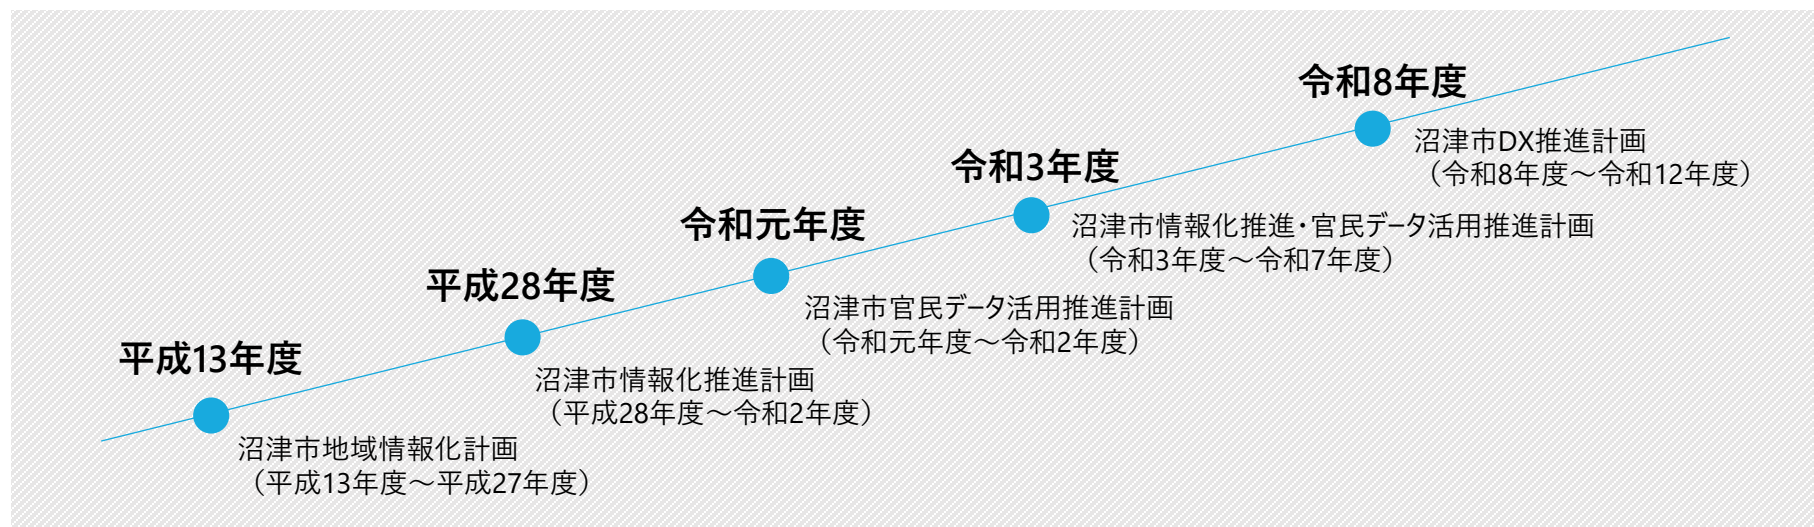 平成13年度
沼津市地域情報化計画
（平成13年度～平成27年度）
平成28年度
沼津市情報化推進計画
（平成28年度～令和2年度）
令和元年度
沼津市官民データ活用推進計画
（令和元年度～令和2年度）
令和3年度
沼津市情報化推進・官民データ活用推進計画
（令和3年度～令和7年度）
令和8年度
沼津市DX推進計画
（令和8年度～令和12年度）